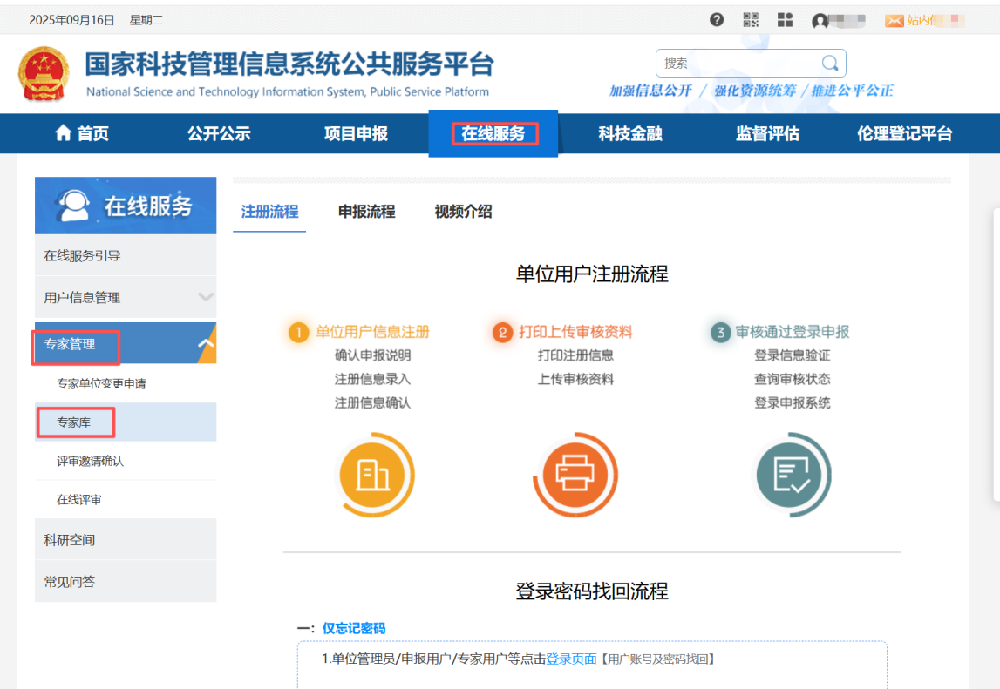 2025年09月16日 星期二
国家科技管理信息系统公共服务平台
National Science and Technology Information System, Public Service Platform
搜索
加强信息公开 / 强化资源统筹 / 推进公平公正
首页 公开公示 项目申报 在线服务 科技金融 监督评估 伦理登记平台
在线服务
在线服务引导
用户信息管理
专家管理
专家单位变更申请
专家库
评审邀请确认
在线评审
科研空间
常见问答
注册流程 申报流程 视频介绍
单位用户注册流程
1 单位用户信息注册
确认申报说明
注册信息录入
注册信息确认
2 打印上传审核资料
打印注册信息
上传审核资料
3 审核通过登录申报
登录信息验证
查询审核状态
登录申报系统
登录密码找回流程
一：仅忘记密码
1.单位管理员/申报用户/专家用户等点击登录页面【用户账号及密码找回】